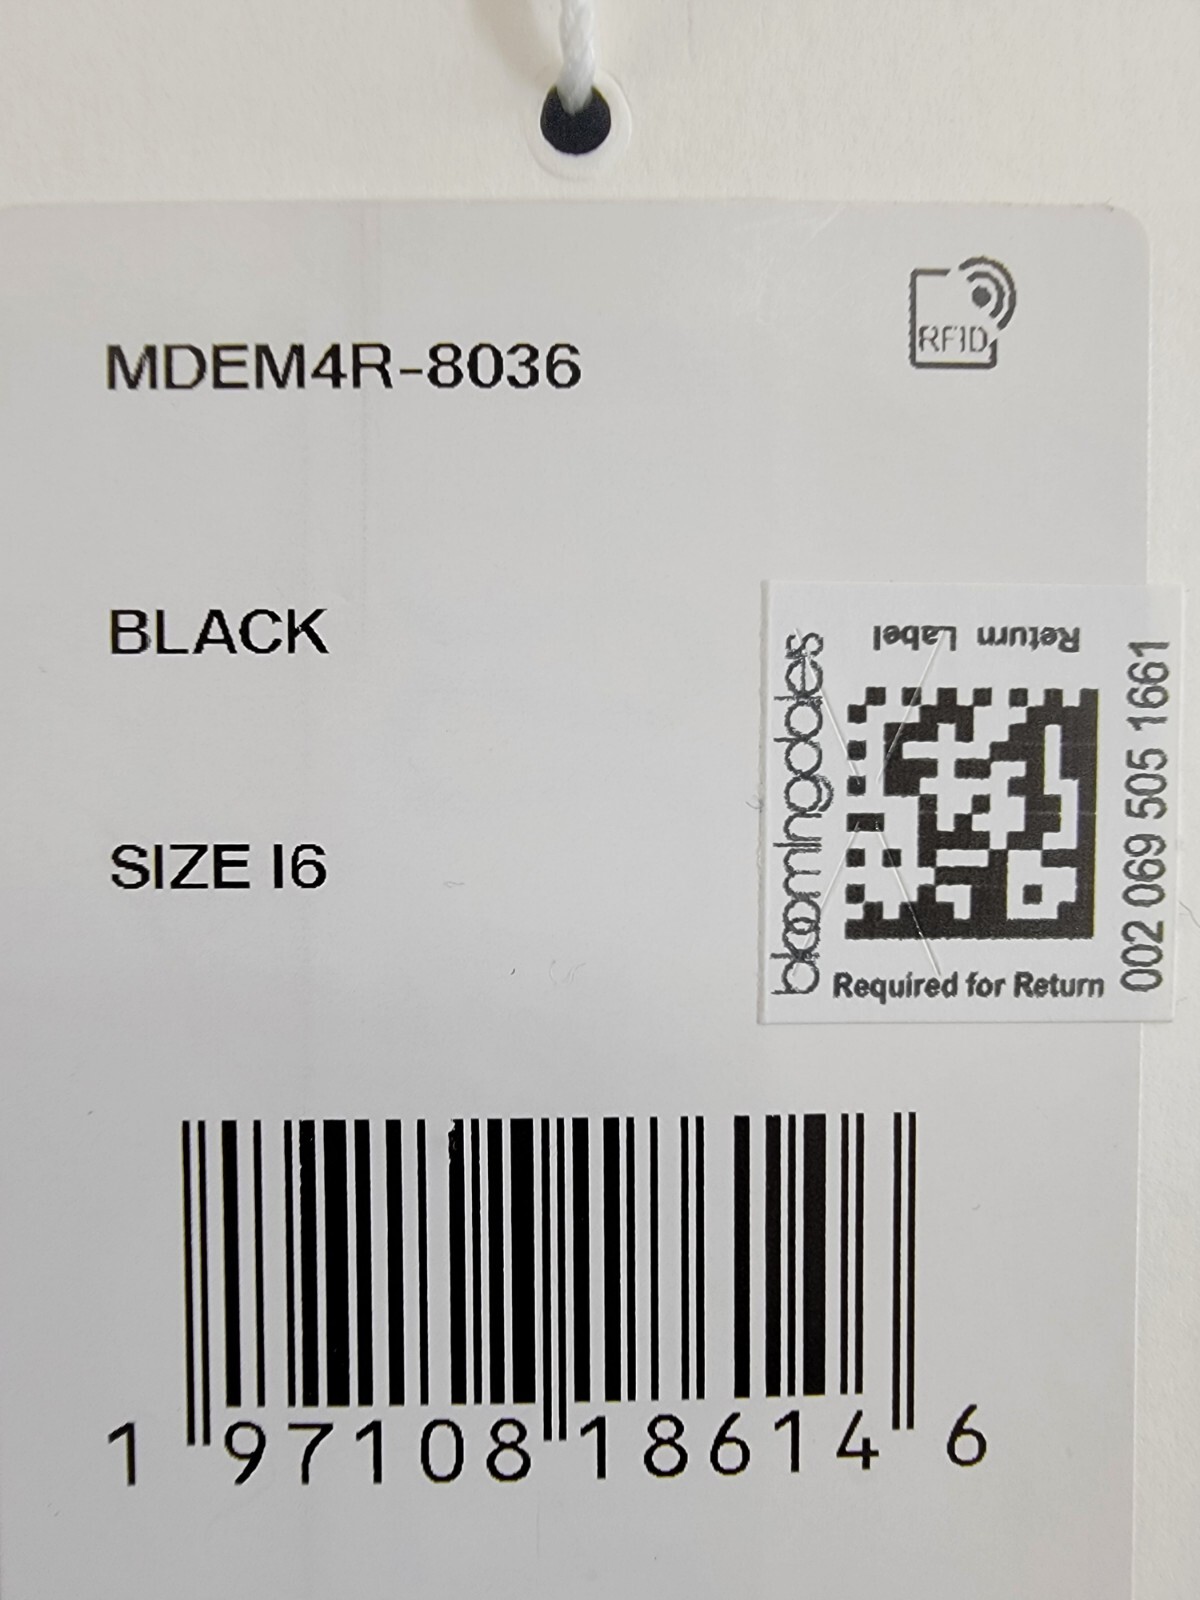 RFID
MDEM4R-8036
BLACK
SIZE I6
Return Label
bloomingdales
002 069 505 1661
Required for Return
1 97108 18614 6